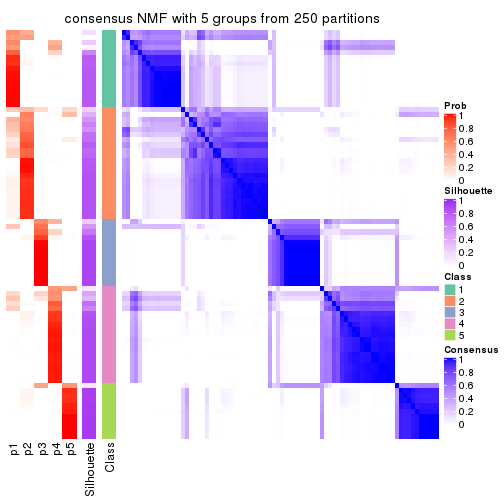 consensus NMF with 5 groups from 250 partitions
Prob
1
0.8
0.6
0.4
0.2
0
Silhouette
1
0.8
0.6
0.4
0.2
0
Class
1
2
3
4
5
Consensus
1
0.8
0.6
0.4
0.2
0
p1
p2
p3
p4
p5
Silhouette
Class